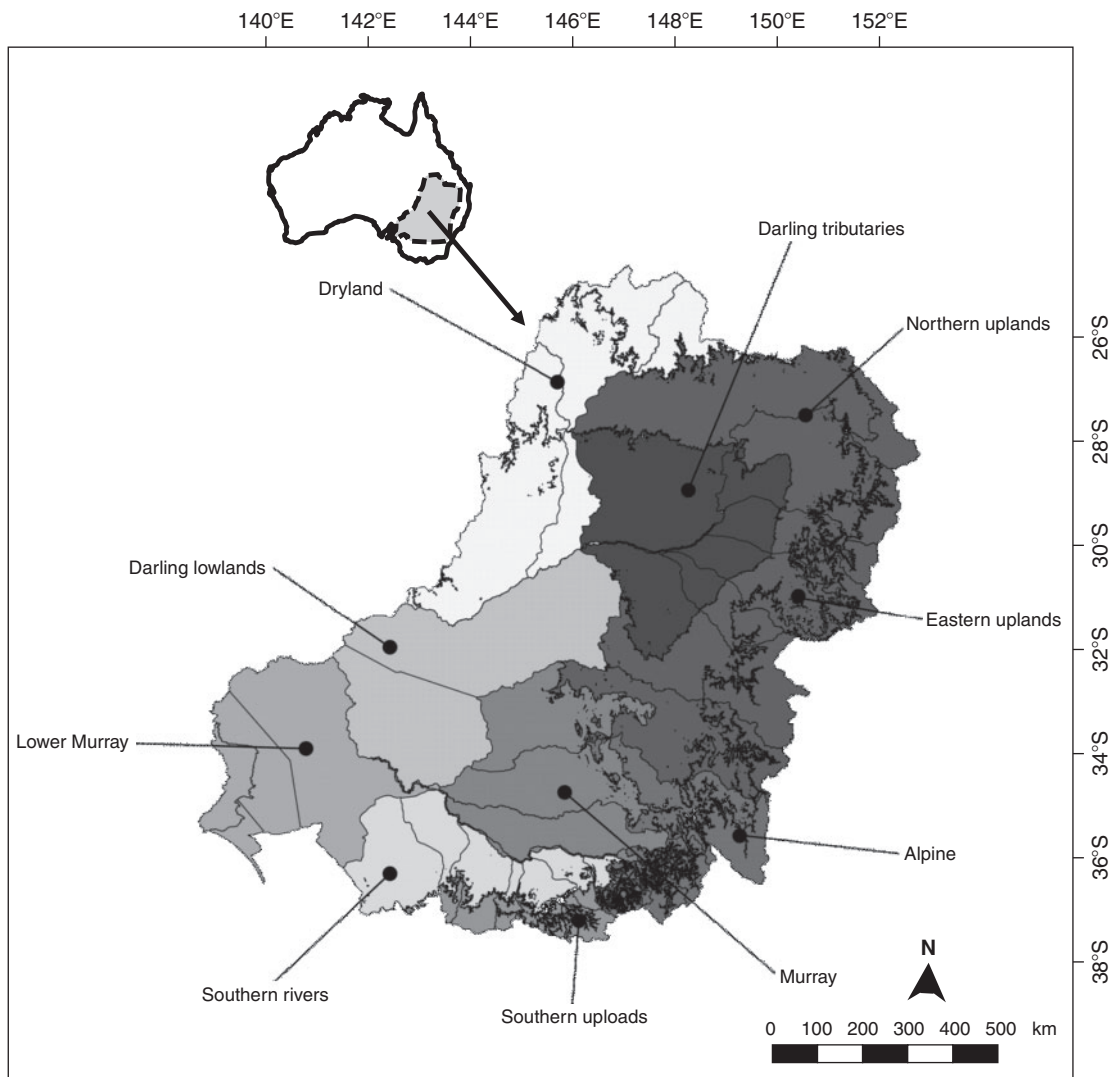 140°E 142°E 144°E 146°E 148°E 150°E 152°E
Darling tributaries
Dryland
Northern uplands
26°S
28°S
30°S
32°S
34°S
36°S
38°S
Darling lowlands
Eastern uplands
Lower Murray
Alpine
Southern rivers
Southern uploads
Murray
N
0 100 200 300 400 500 km